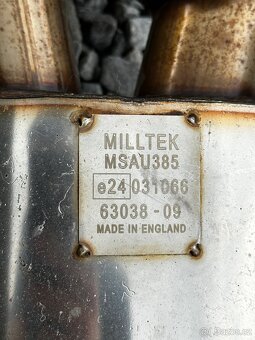 MILLTEK
MSAU385
e24 031066
63038 - 09
MADE IN ENGLAND